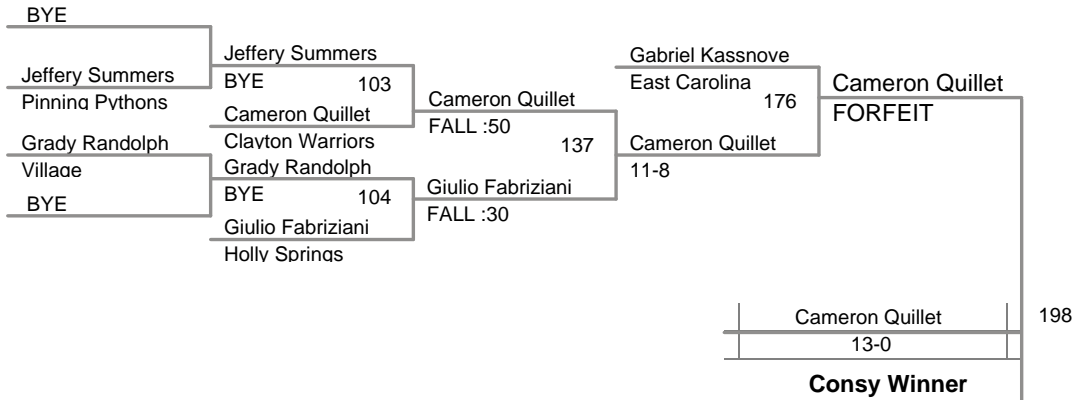 BYE
Jeffery Summers
Pinning Pythons
Grady Randolph
Village
BYE
Jeffery Summers
BYE
103
Cameron Quillet
Clayton Warriors
Grady Randolph
BYE
104
Giulio Fabriziani
Holly Springs
Cameron Quillet
FALL :50
137
Giulio Fabriziani
FALL :30
Gabriel Kassnove
East Carolina
176
Cameron Quillet
11-8
Cameron Quillet
FORFEIT
198
Cameron Quillet
13-0
Consy Winner